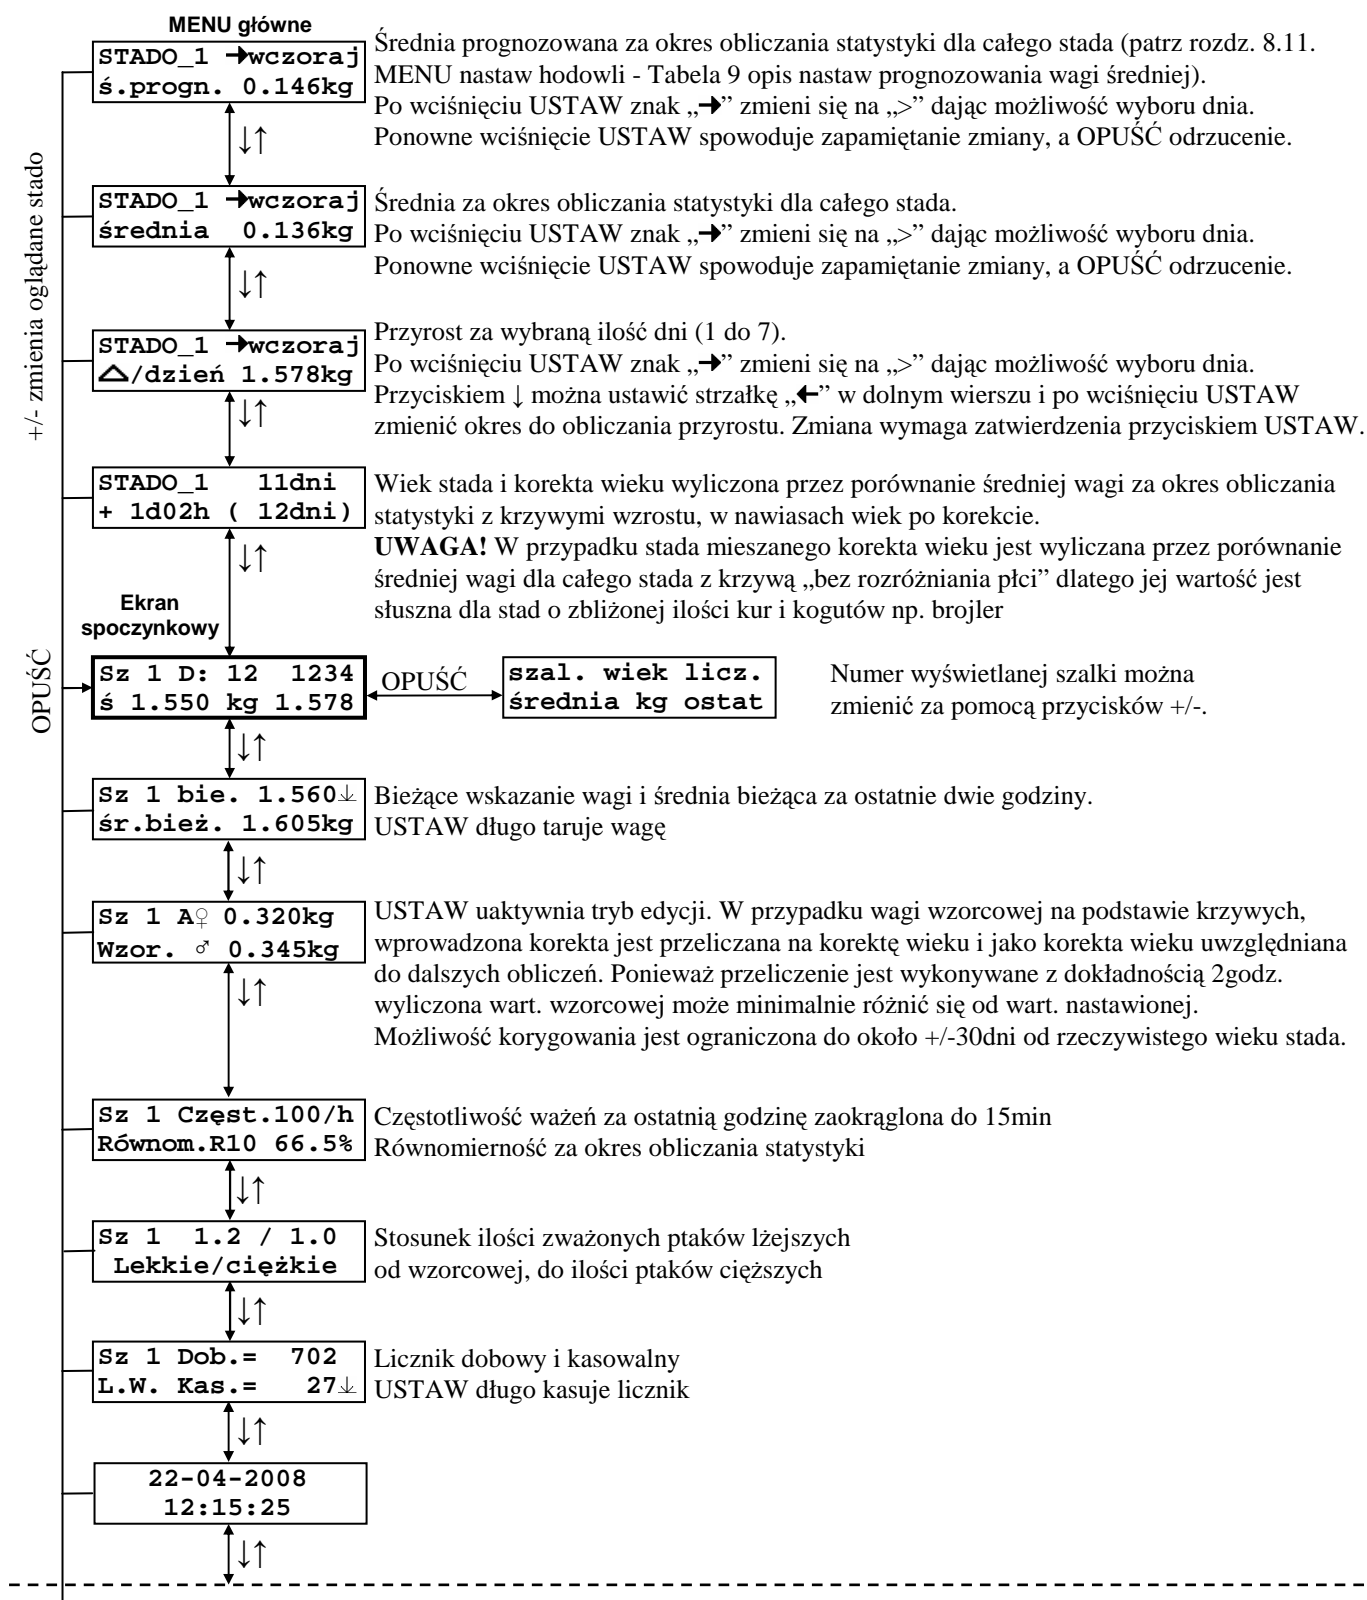 MENU główne
STADO_1 →wczoraj
ś.progn. 0.146kg
Średnia prognozowana za okres obliczania statystyki dla całego stada (patrz rozdz. 8.11.
MENU nastaw hodowli - Tabela 9 opis nastaw prognozowania wagi średniej).
Po wciśnięciu USTAW znak „→” zmieni się na „>” dając możliwość wyboru dnia.
Ponowne wciśnięcie USTAW spowoduje zapamiętanie zmiany, a OPUŚĆ odrzucenie.
↓↑
+/- zmienia oglądane stado
STADO_1 →wczoraj
średnia 0.136kg
Średnia za okres obliczania statystyki dla całego stada.
Po wciśnięciu USTAW znak „→” zmieni się na „>” dając możliwość wyboru dnia.
Ponowne wciśnięcie USTAW spowoduje zapamiętanie zmiany, a OPUŚĆ odrzucenie.
↓↑
STADO_1 →wczoraj
△/dzień 1.578kg
Przyrost za wybraną ilość dni (1 do 7).
Po wciśnięciu USTAW znak „→” zmieni się na „>” dając możliwość wyboru dnia.
Przyciskiem ↓ można ustawić strzałkę „←” w dolnym wierszu i po wciśnięciu USTAW
zmienić okres do obliczania przyrostu. Zmiana wymaga zatwierdzenia przyciskiem USTAW.
↓↑
STADO_1 11dni
+ 1d02h ( 12dni)
Wiek stada i korekta wieku wyliczona przez porównanie średniej wagi za okres obliczania
statystyki z krzywymi wzrostu, w nawiasach wiek po korekcie.
UWAGA! W przypadku stada mieszanego korekta wieku jest wyliczana przez porównanie
średniej wagi dla całego stada z krzywą „bez rozróżniania płci” dlatego jej wartość jest
słuszna dla stad o zbliżonej ilości kur i kogutów np. brojler
↓↑
Ekran
spoczynkowy
OPUŚĆ
Sz 1 D: 12 1234
ś 1.550 kg 1.578
OPUŚĆ
szal. wiek licz.
średnia kg ostat
Numer wyświetlanej szalki można
zmienić za pomocą przycisków +/-.
↓↑
Sz 1 bie. 1.560↓
śr.bież. 1.605kg
Bieżące wskazanie wagi i średnia bieżąca za ostatnie dwie godziny.
USTAW długo taruje wagę
↓↑
Sz 1 A♀ 0.320kg
Wzor. ♂ 0.345kg
USTAW uaktywnia tryb edycji. W przypadku wagi wzorcowej na podstawie krzywych,
wprowadzona korekta jest przeliczana na korektę wieku i jako korekta wieku uwzględniana
do dalszych obliczeń. Ponieważ przeliczenie jest wykonywane z dokładnością 2godz.
wyliczona wart. wzorcowej może minimalnie różnić się od wart. nastawionej.
Możliwość korygowania jest ograniczona do około +/-30dni od rzeczywistego wieku stada.
↓↑
Sz 1 Częst.100/h
Równom.R10 66.5%
Częstotliwość ważeń za ostatnią godzinę zaokrąglona do 15min
Równomierność za okres obliczania statystyki
↓↑
Sz 1 1.2 / 1.0
Lekkie/ciężkie
Stosunek ilości zważonych ptaków lżejszych
od wzorcowej, do ilości ptaków cięższych
↓↑
Sz 1 Dob.= 702
L.W. Kas.= 27↓
Licznik dobowy i kasowalny
USTAW długo kasuje licznik
↓↑
22-04-2008
12:15:25
↓↑